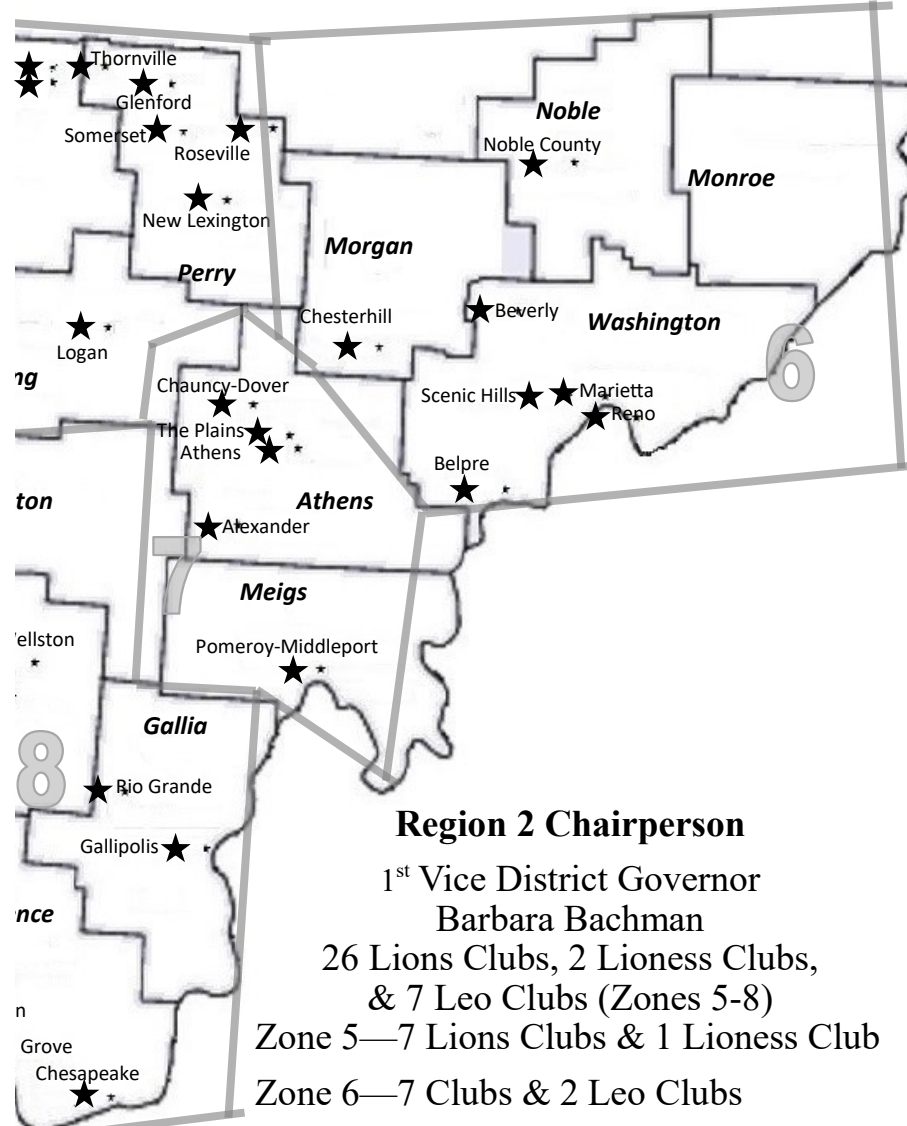 Thornville
Glenford
Somerset
Roseville
New Lexington
Perry
Noble
Noble County
Monroe
Morgan
Chesterhill
Beverly
Washington
6
Logan
ng
Chauncy-Dover
The Plains
Athens
Scenic Hills
Marietta
Reno
Belpre
ton
Athens
Alexander
7
Meigs
ellston
Pomeroy-Middleport
Gallia
8
Rio Grande
Gallipolis
nce
n
Grove
Chesapeake
Region 2 Chairperson
1st Vice District Governor
Barbara Bachman
26 Lions Clubs, 2 Lioness Clubs,
& 7 Leo Clubs (Zones 5-8)
Zone 5—7 Lions Clubs & 1 Lioness Club
Zone 6—7 Clubs & 2 Leo Clubs